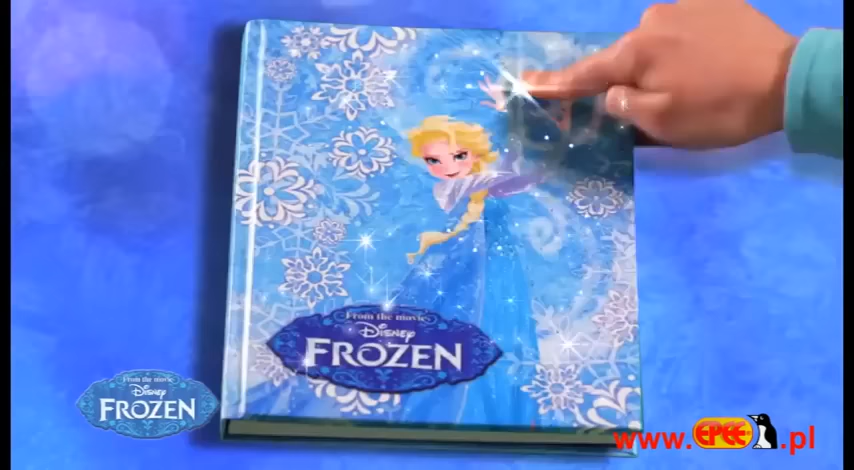 From the movie
Disney
FROZEN
From the movie
Disney
FROZEN
www.EPEE.pl